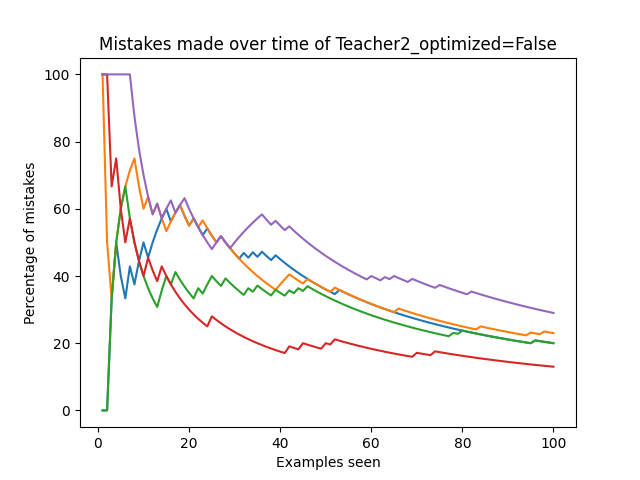 Mistakes made over time of Teacher2_optimized=False
Percentage of mistakes
100
80
60
40
20
0
0 20 40 60 80 100
Examples seen